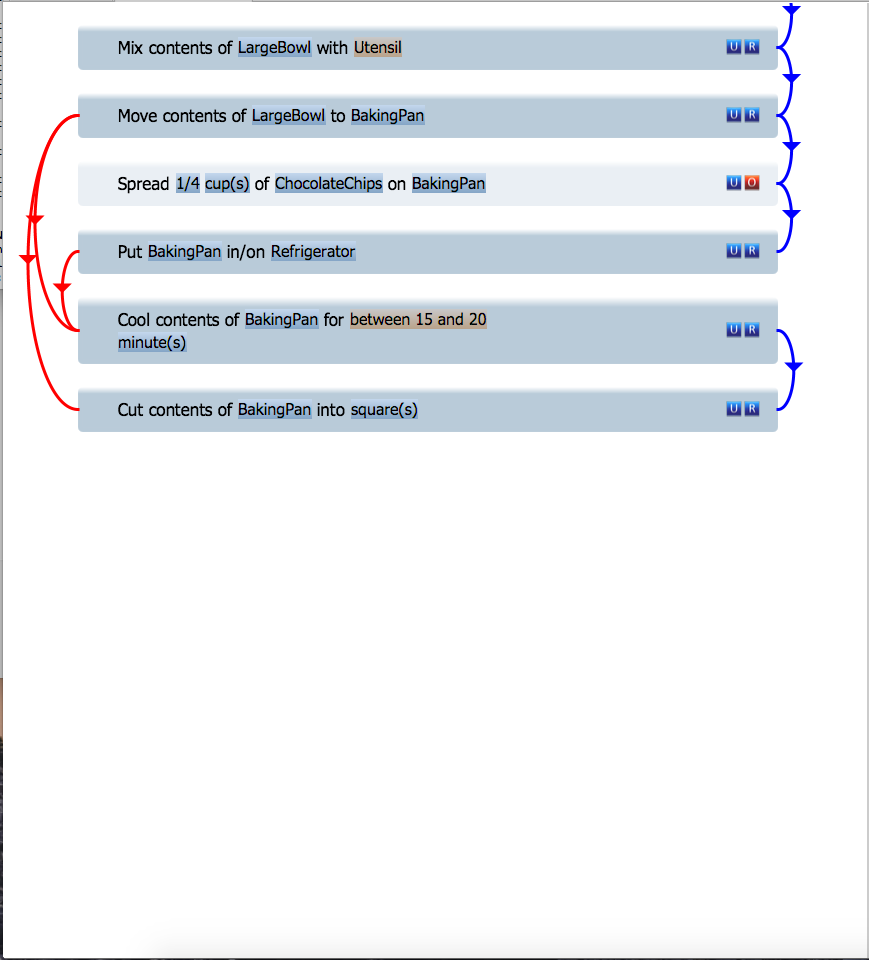 Mix contents of LargeBowl with Utensil U R
Move contents of LargeBowl to BakingPan U R
Spread 1/4 cup(s) of ChocolateChips on BakingPan U O
Put BakingPan in/on Refrigerator U R
Cool contents of BakingPan for between 15 and 20 U R
minute(s)
Cut contents of BakingPan into square(s) U R